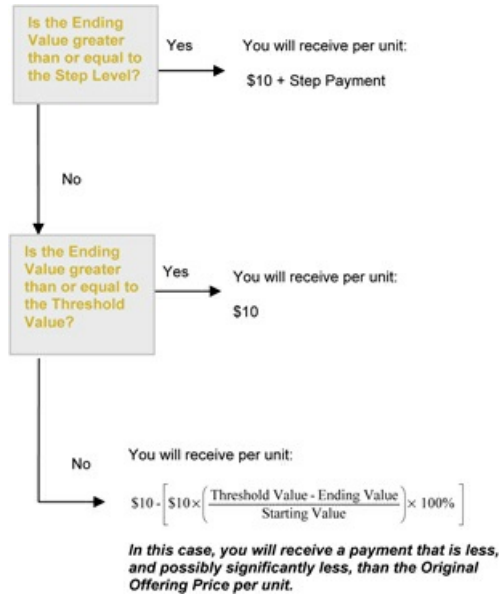 Is the Ending
Value greater
than or equal to
the Step Level?
Yes
You will receive per unit:
$10 + Step Payment
No
Is the Ending
Value greater
than or equal to
the Threshold
Value?
Yes
You will receive per unit:
$10
No
You will receive per unit:
$10 - [ $10 × ( Threshold Value - Ending Value / Starting Value ) × 100% ]
In this case, you will receive a payment that is less,
and possibly significantly less, than the Original
Offering Price per unit.